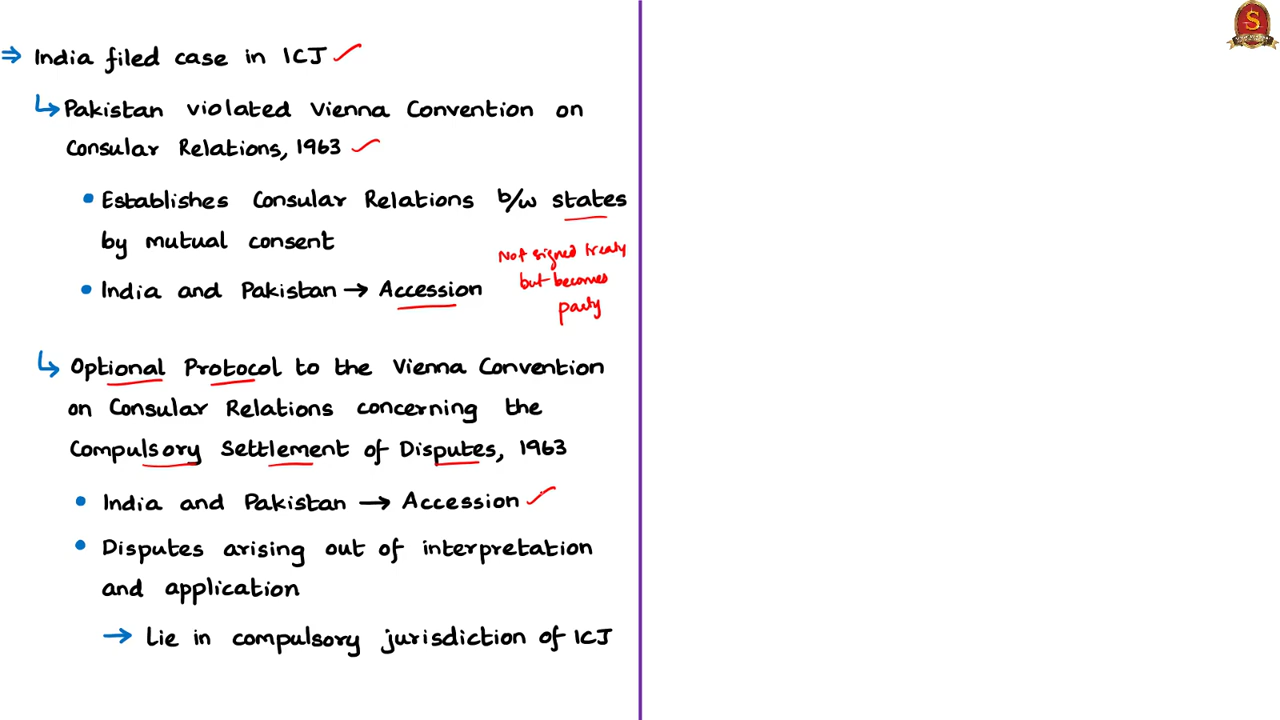 ⇒ India filed case in ICJ ✓
↳ Pakistan violated Vienna Convention on
Consular Relations, 1963 ✓
• Establishes Consular Relations b/w states
by mutual consent
• India and Pakistan → Accession
Not signed treaty
but becomes
party
↳ Optional Protocol to the Vienna Convention
on Consular Relations concerning the
Compulsory Settlement of Disputes, 1963
• India and Pakistan → Accession ✓
• Disputes arising out of interpretation
and application
→ Lie in compulsory jurisdiction of ICJ
S